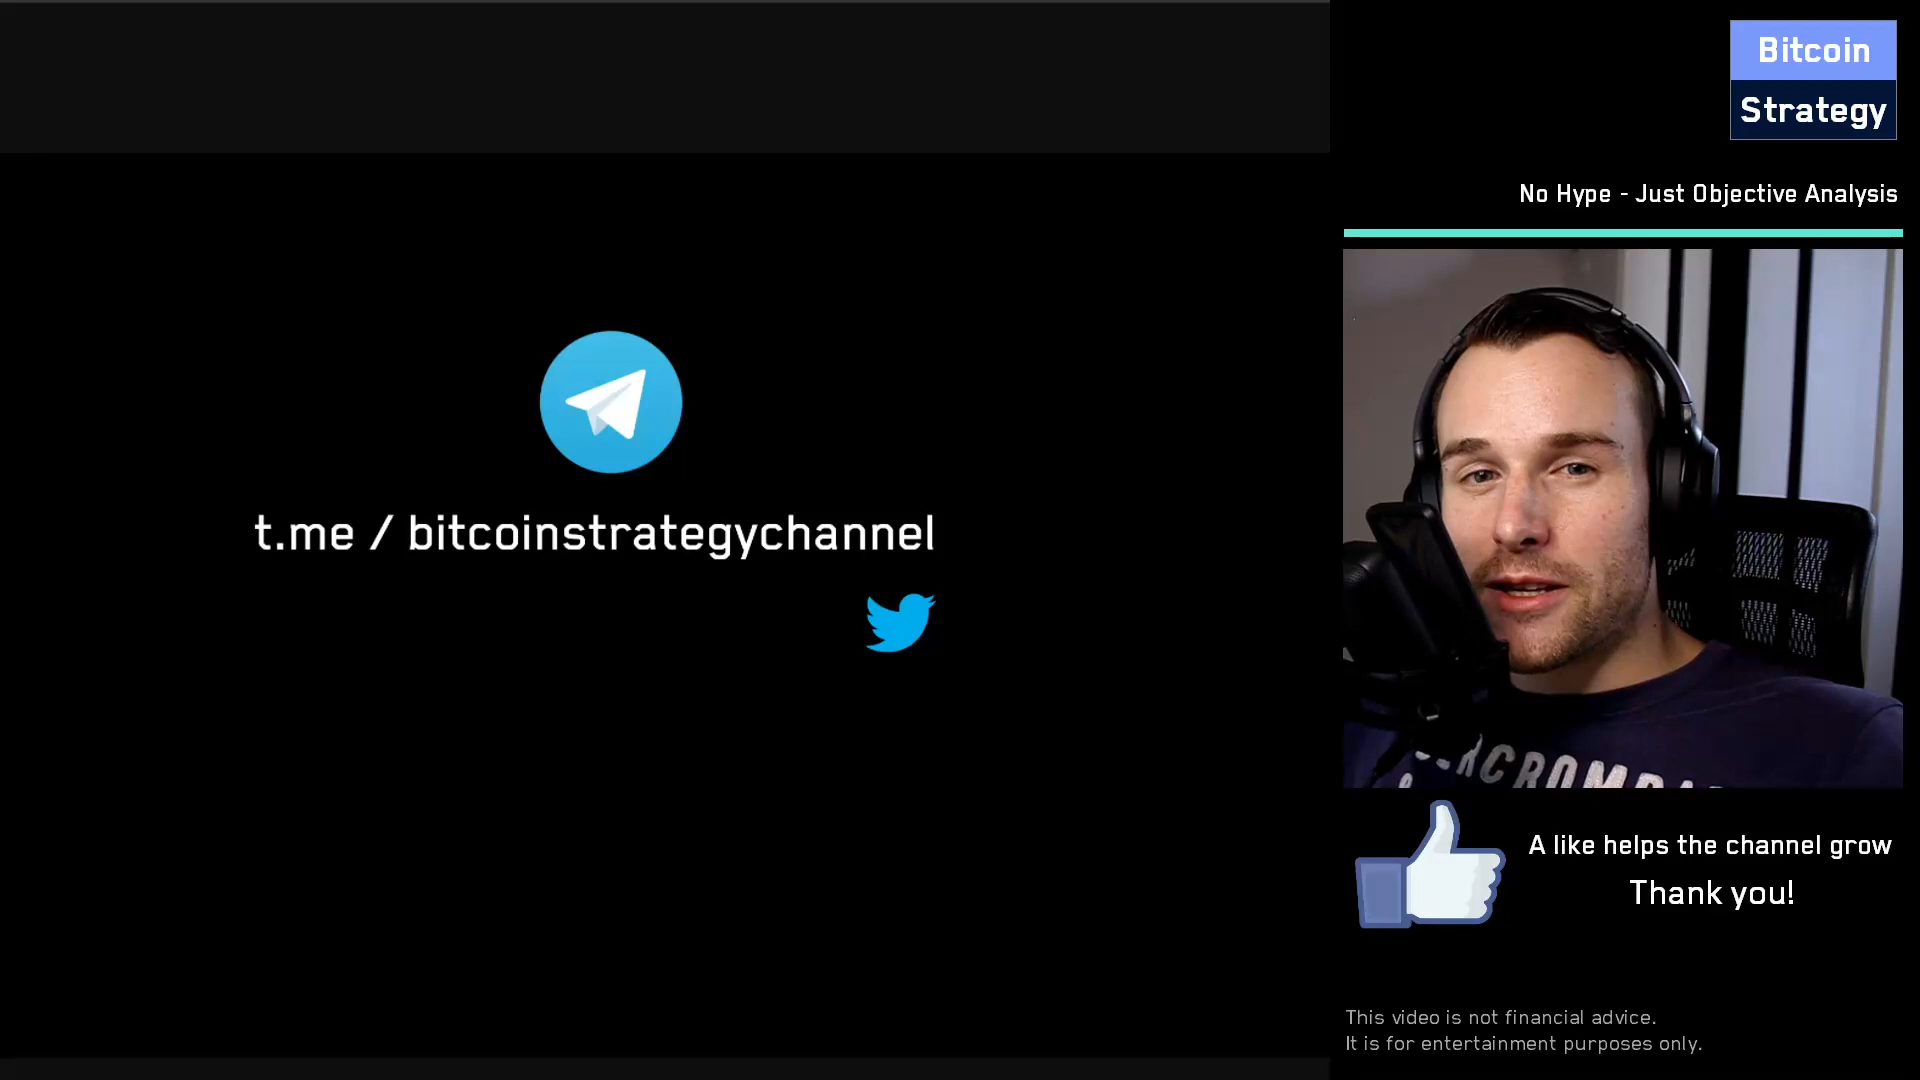 Bitcoin
Strategy
No Hype - Just Objective Analysis
t.me / bitcoinstrategychannel
A like helps the channel grow
Thank you!
This video is not financial advice.
It is for entertainment purposes only.